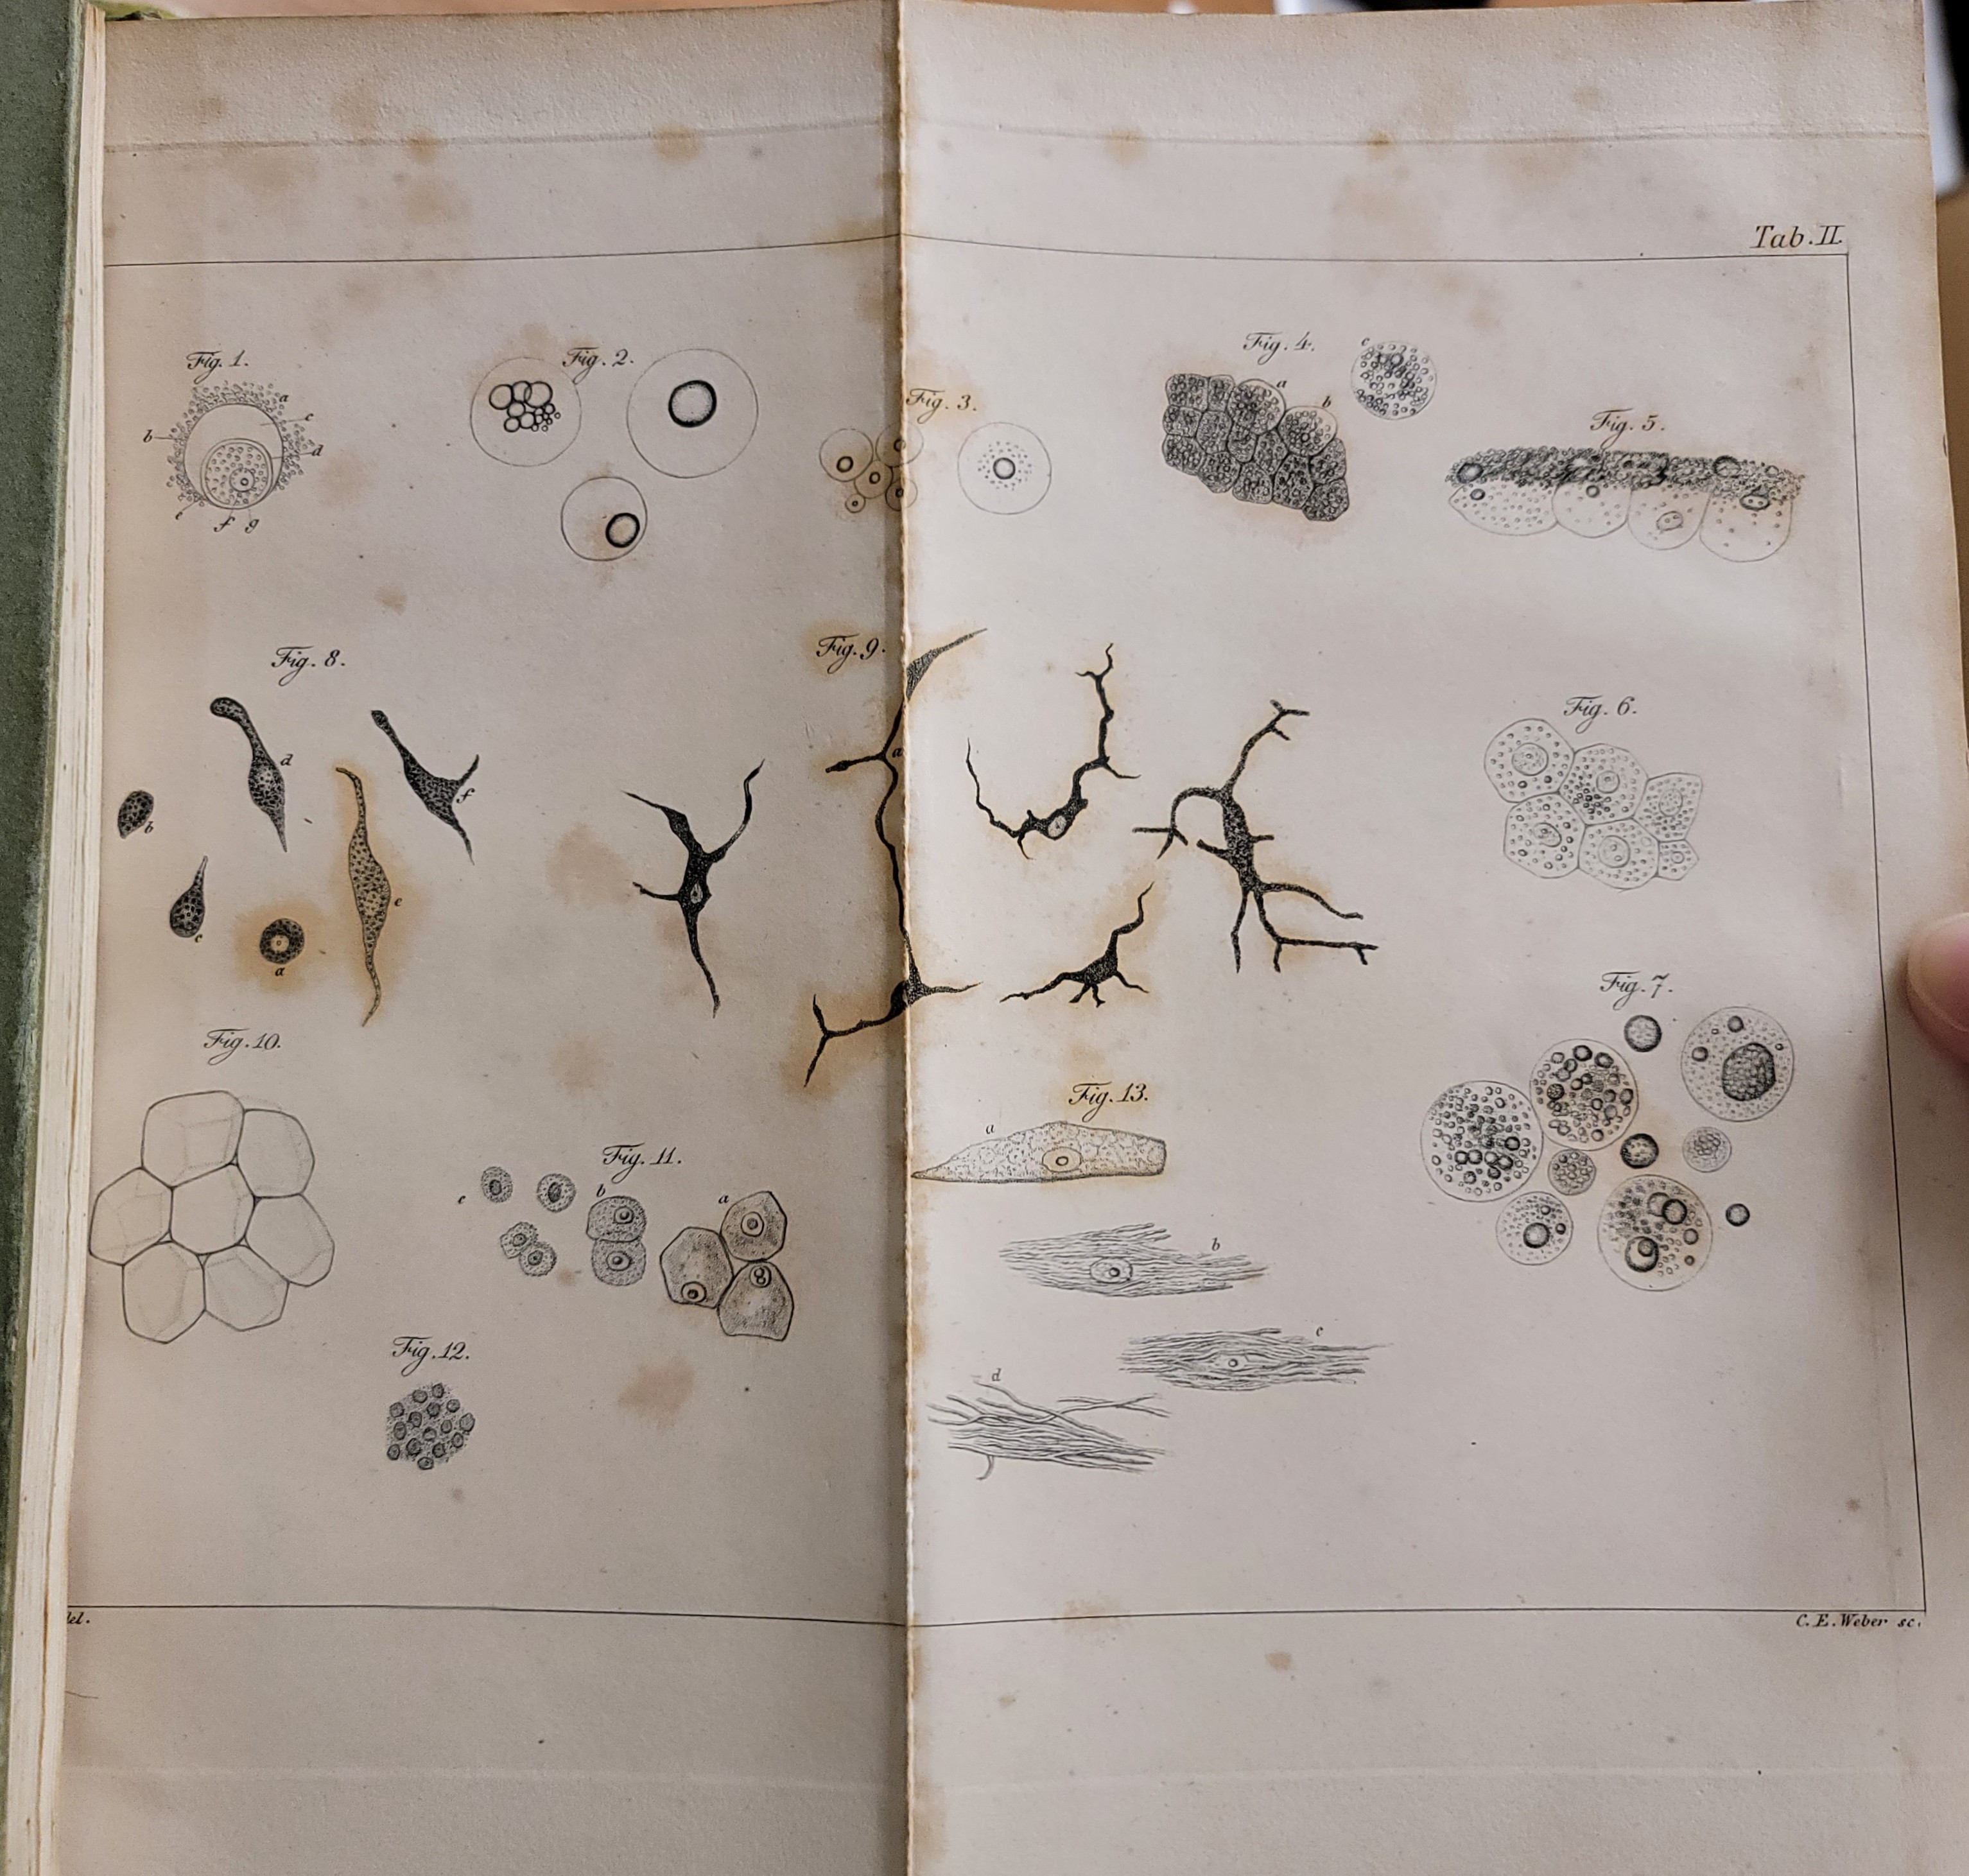 Tab. II.
Fig. 1.
a
c
b
d
e
f g
Fig. 2.
Fig. 3.
Fig. 4.
a
b
c
Fig. 5.
Fig. 8.
d
f
b
e
c
a
Fig. 9.
a
Fig. 6.
Fig. 7.
Fig. 10.
Fig. 11.
c
b
a
Fig. 12.
Fig. 13.
a
b
c
d
del.
C. E. Weber sc.